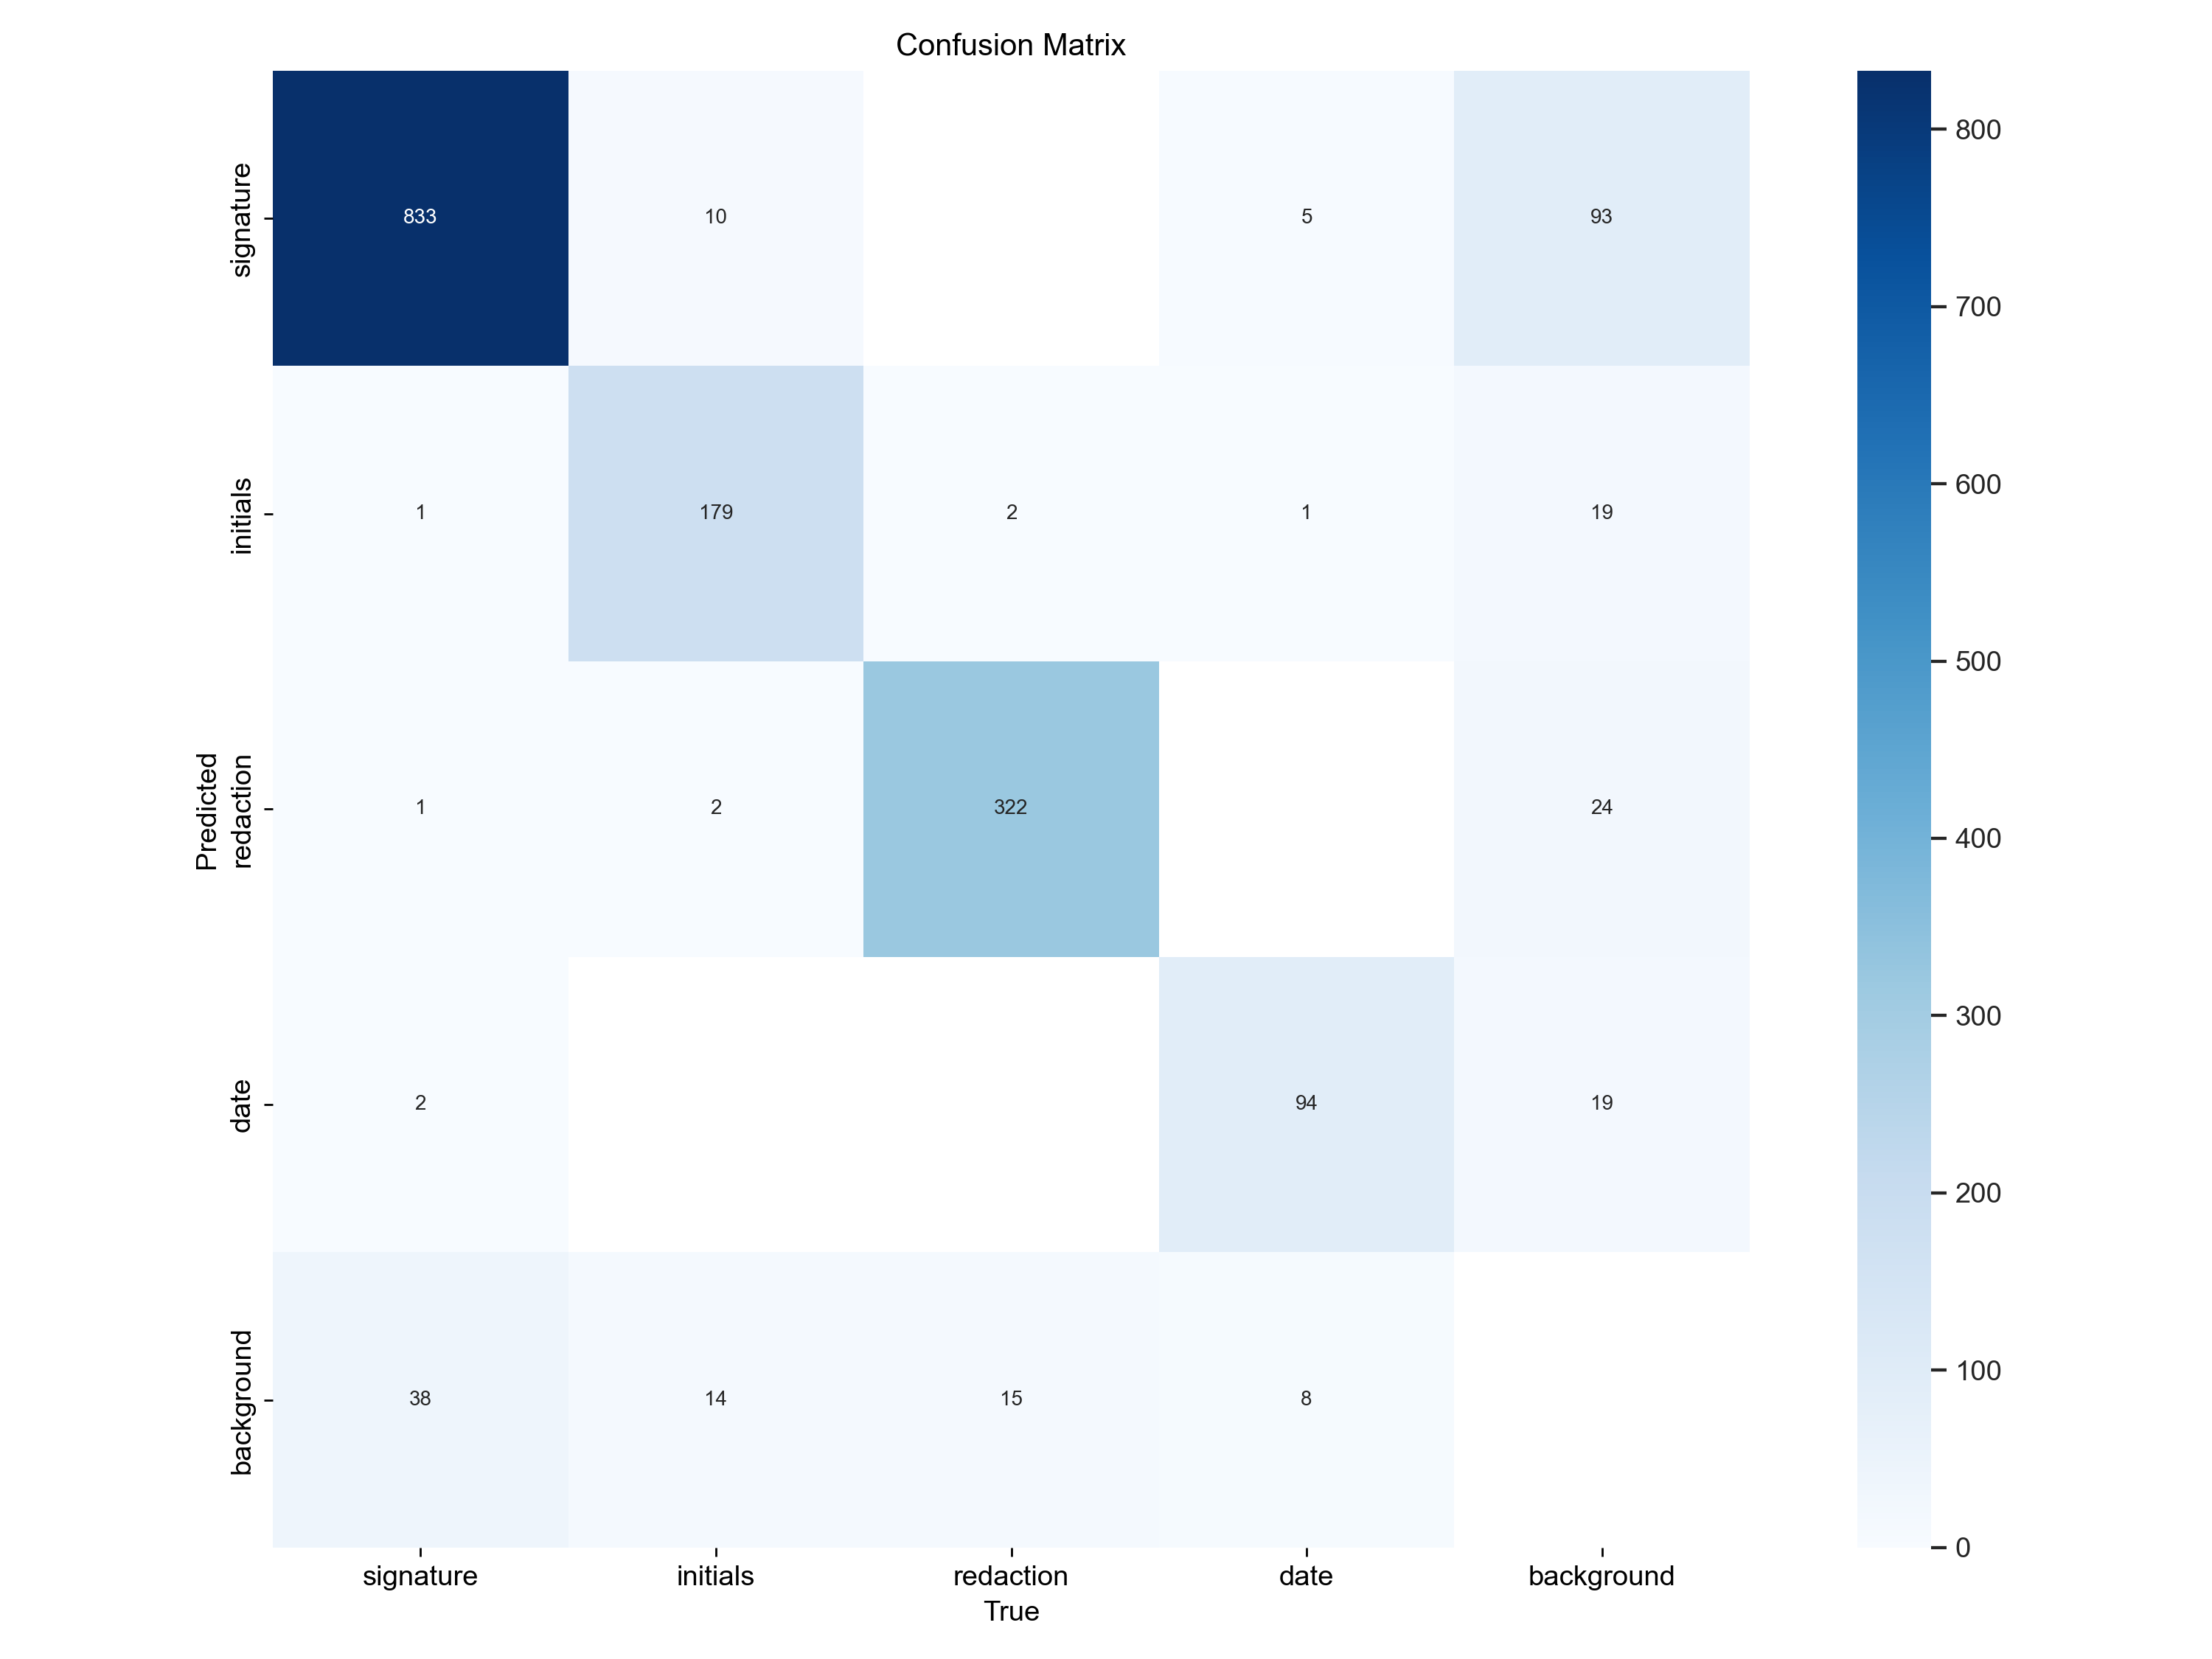 Confusion Matrix
signature 833 10 5 93
initials 1 179 2 1 19
redaction 1 2 322 24
date 2 94 19
background 38 14 15 8
signature initials redaction date background
True
Predicted
800
700
600
500
400
300
200
100
0